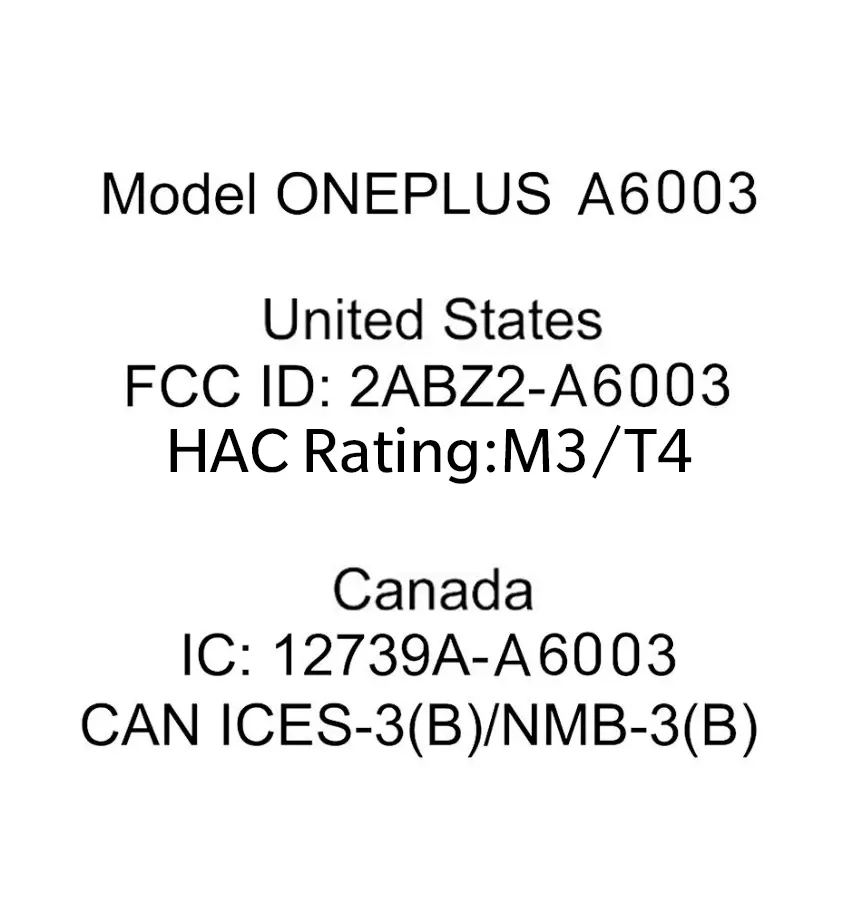 Model ONEPLUS A6003
United States
FCC ID: 2ABZ2-A6003
HAC Rating:M3/T4
Canada
IC: 12739A-A6003
CAN ICES-3(B)/NMB-3(B)